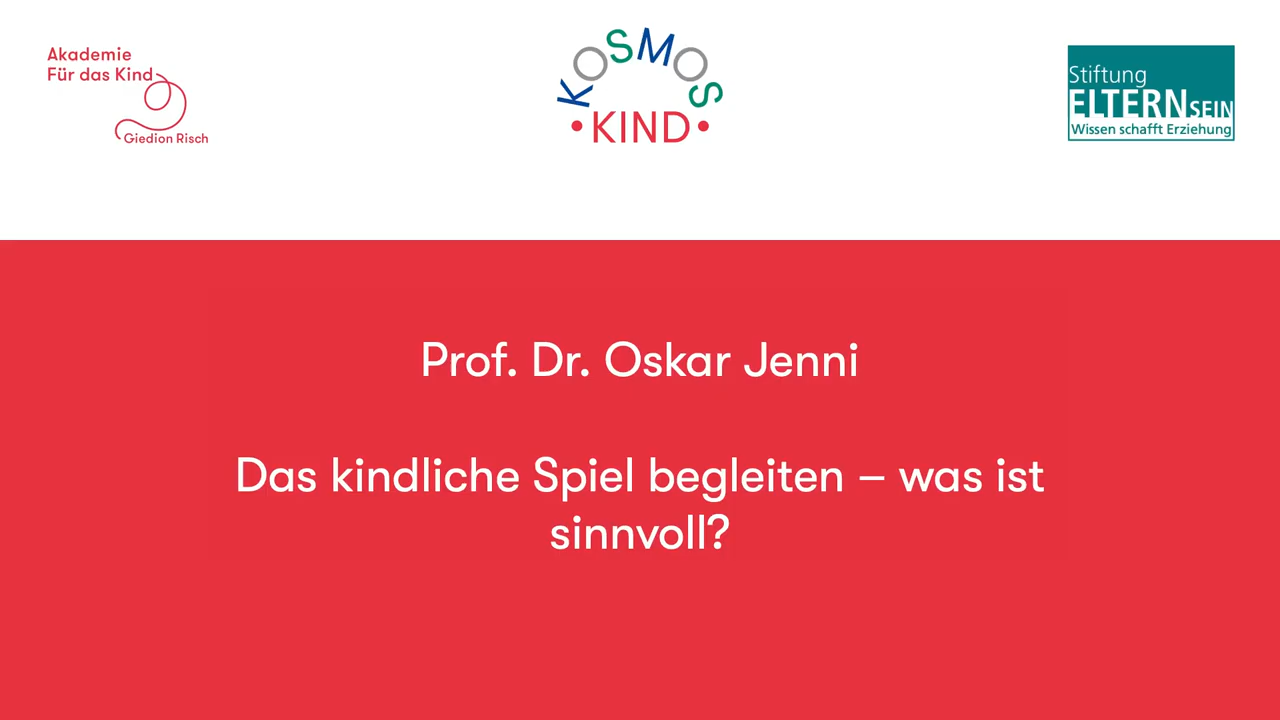 Akademie
Für das Kind
Giedion Risch
KOSMOS
• KIND •
Stiftung
ELTERNSEIN
Wissen schafft Erziehung
Prof. Dr. Oskar Jenni
Das kindliche Spiel begleiten – was ist
sinnvoll?